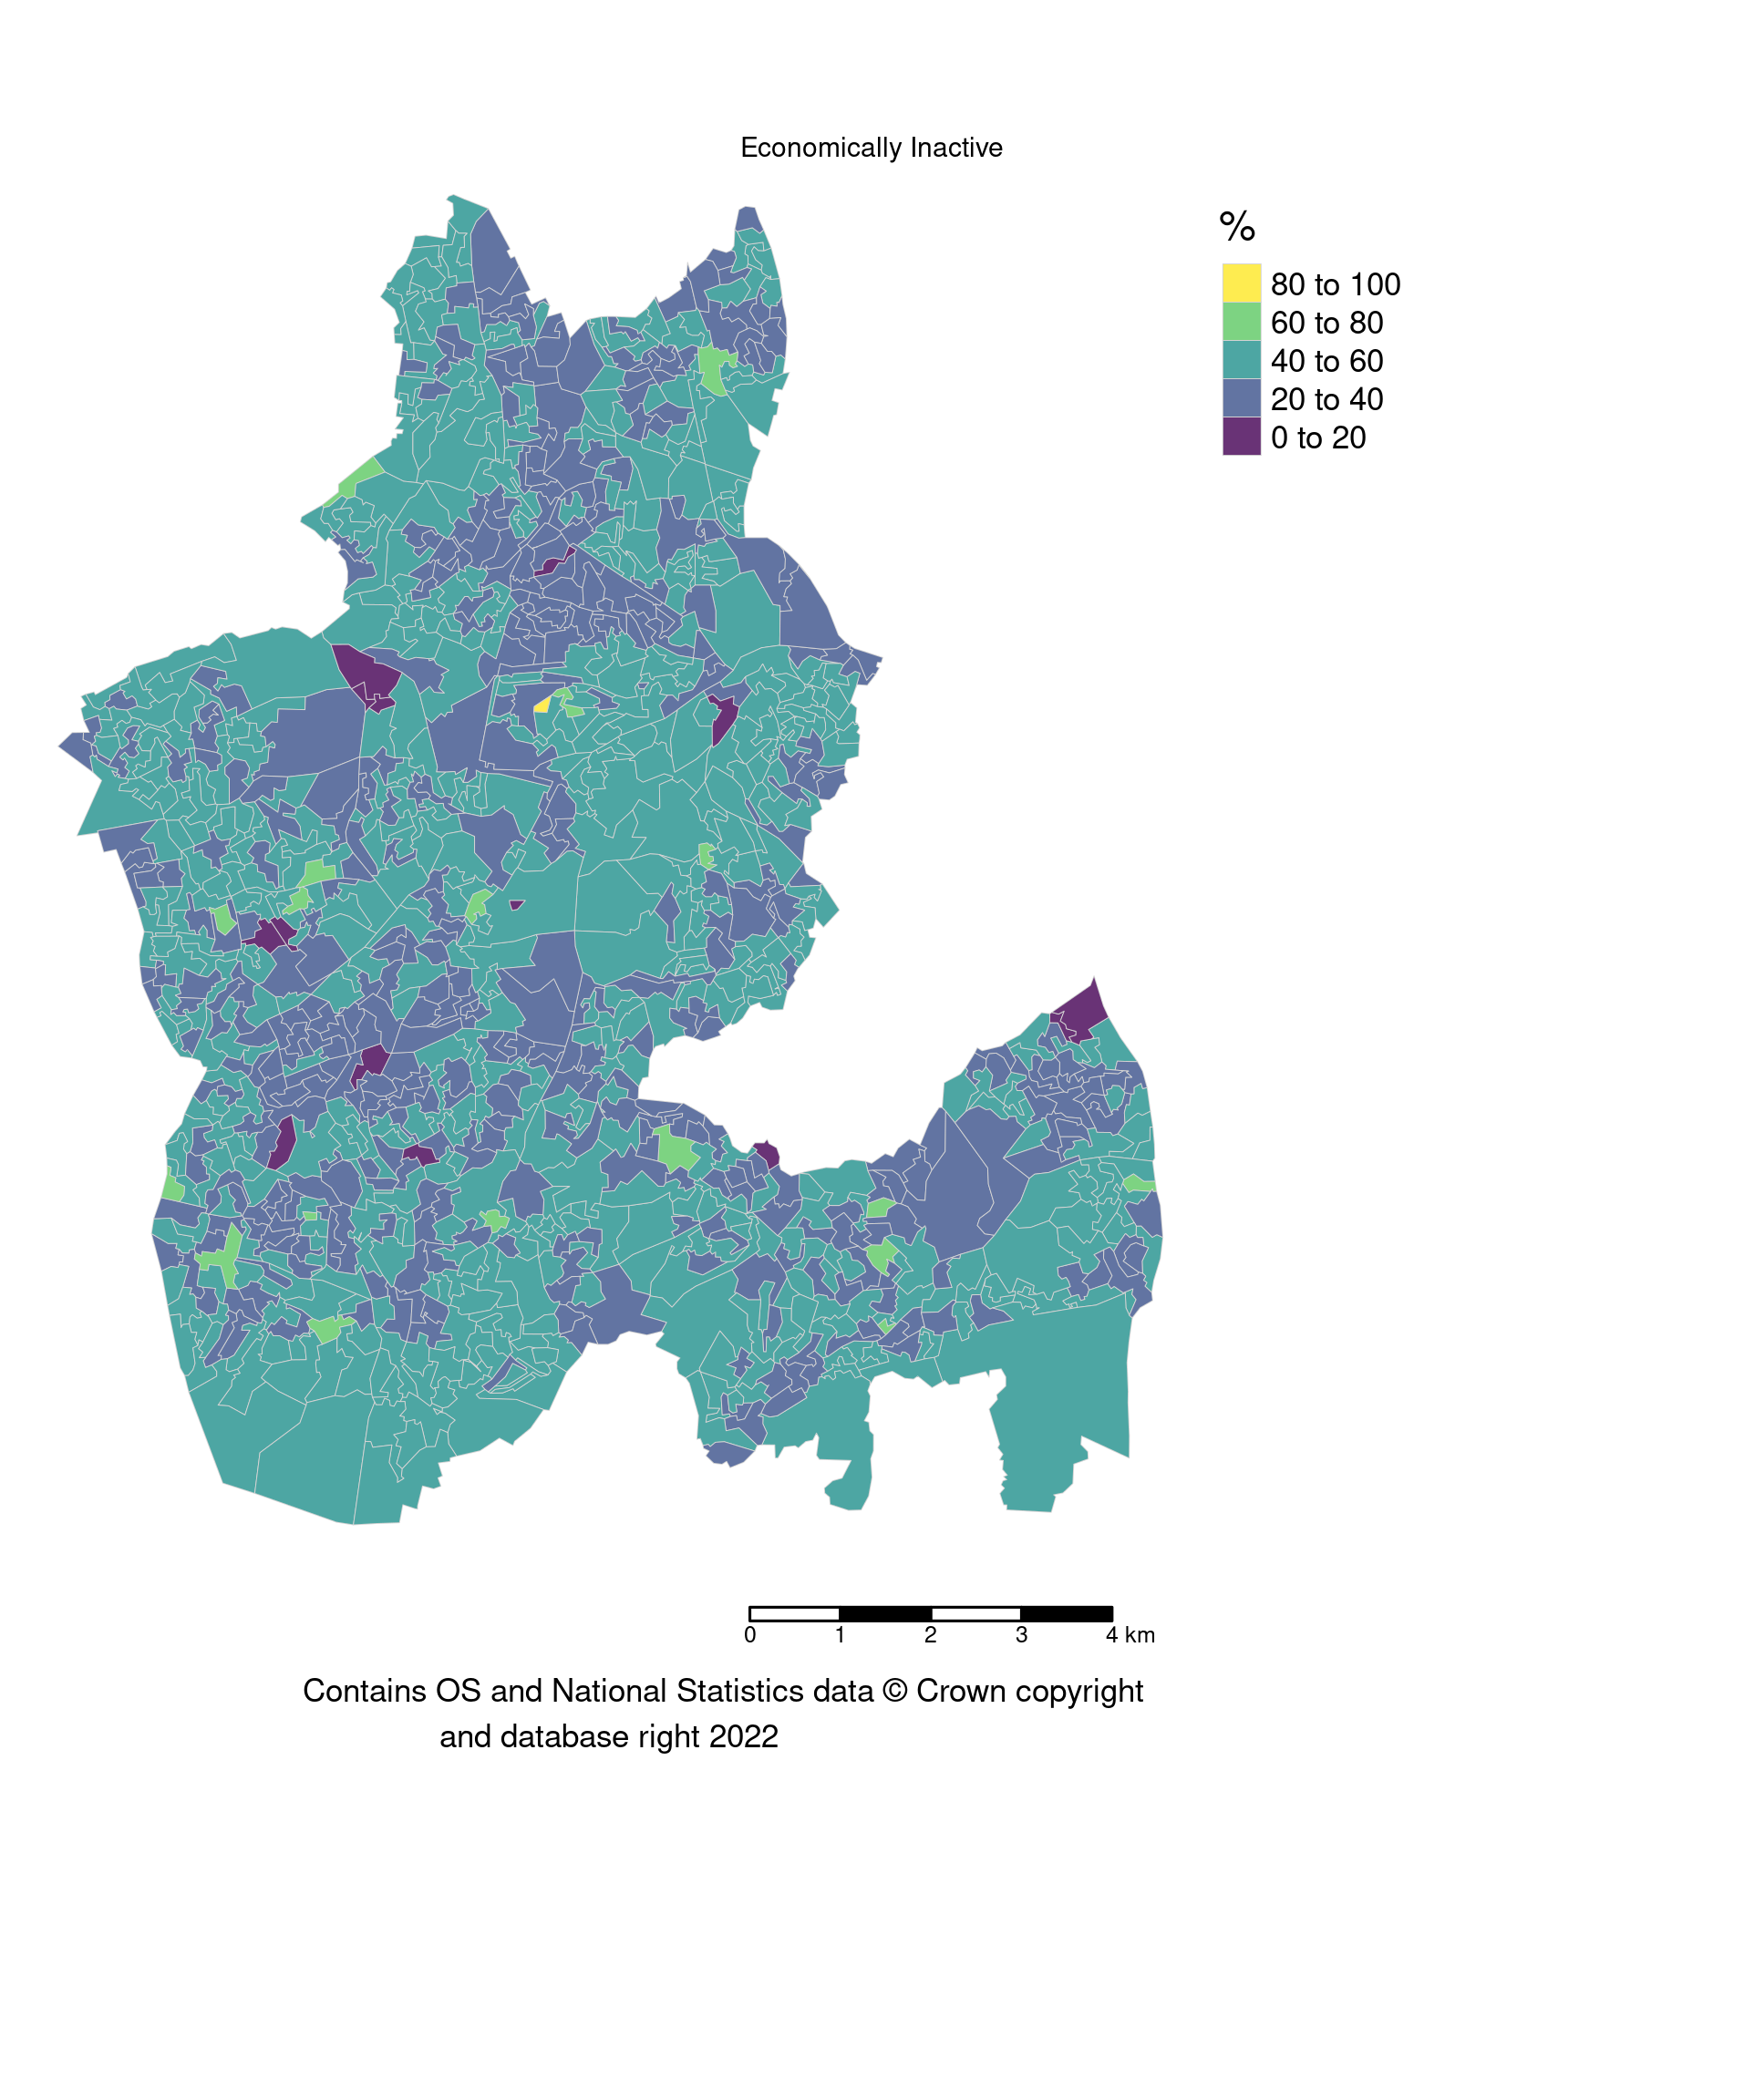 Economically Inactive
%
80 to 100
60 to 80
40 to 60
20 to 40
0 to 20
0 1 2 3 4 km
Contains OS and National Statistics data © Crown copyright
and database right 2022